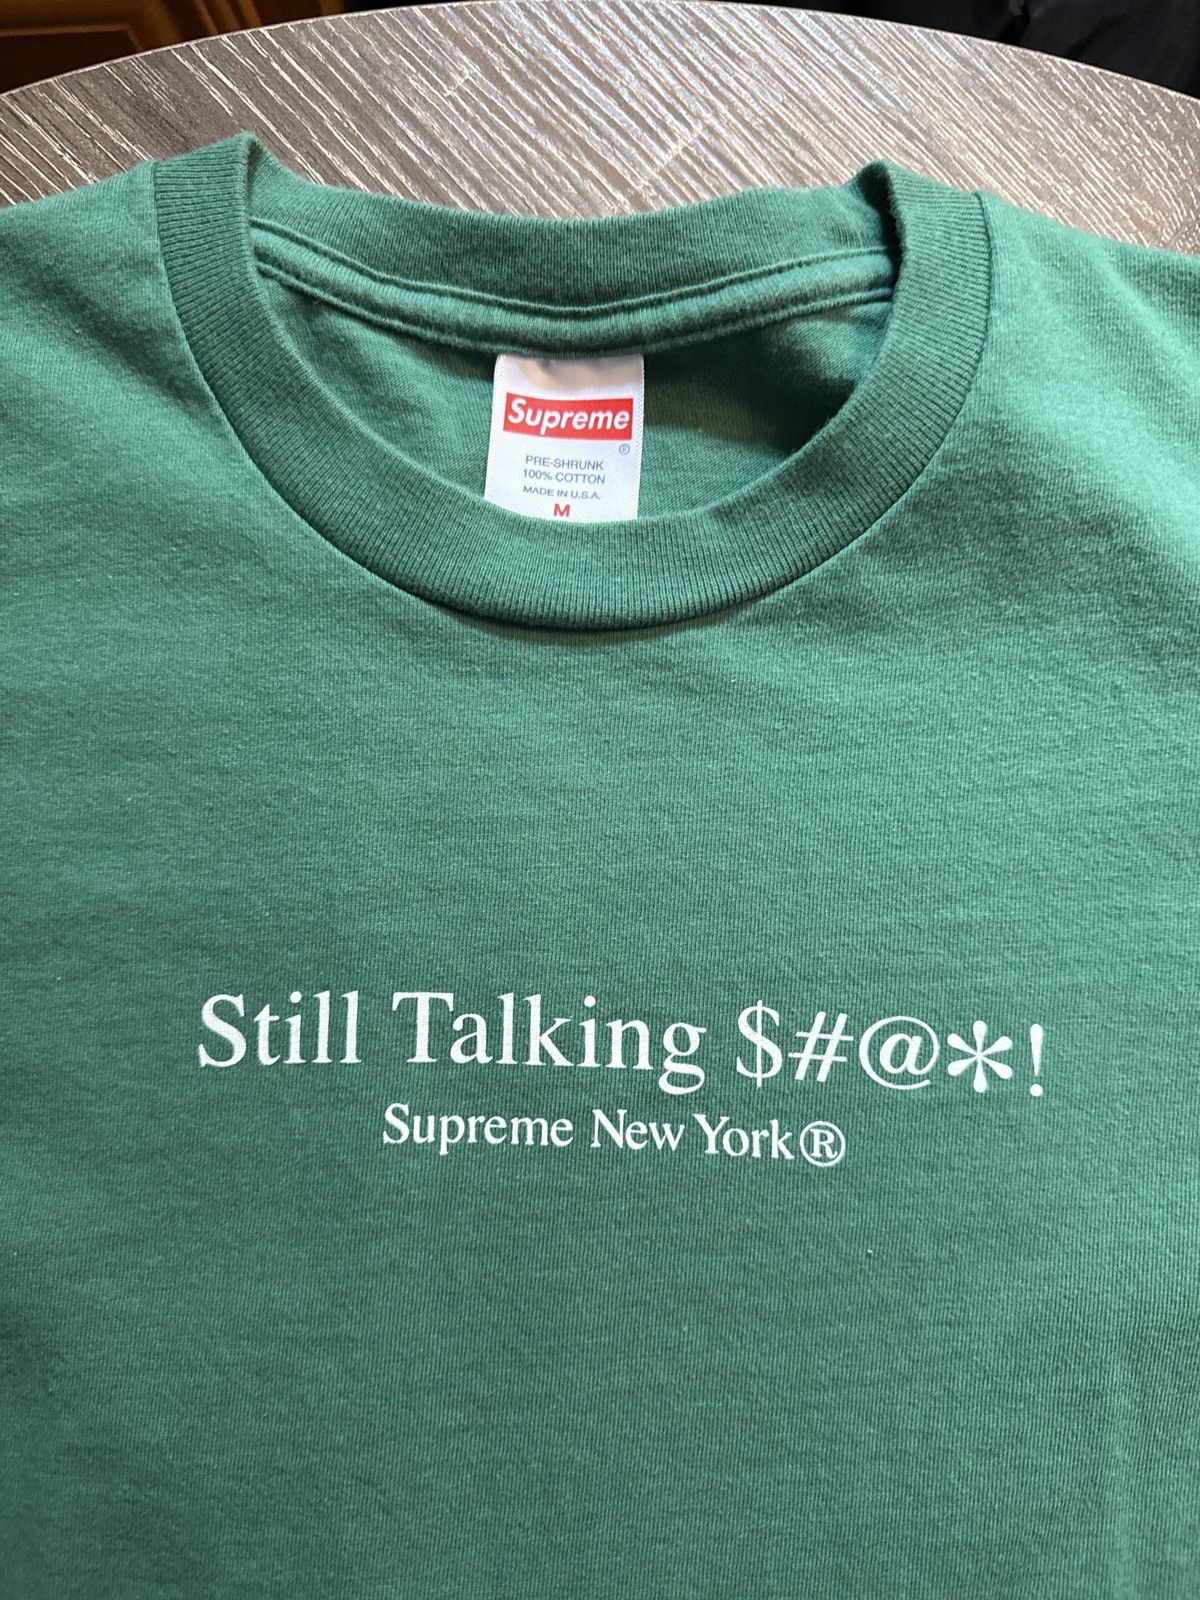 Supreme
®
PRE-SHRUNK
100% COTTON
MADE IN U.S.A.
M
Still Talking $#@*!
Supreme New York®